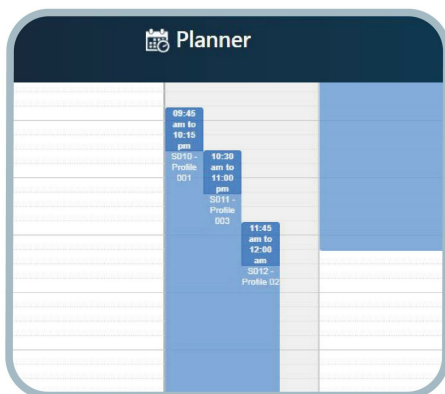 Planner
09:45
am to
10:15
pm
S010 -
Profile
001
10:30
am to
11:00
pm
S011 -
Profile
003
11:45
am to
12:00
am
S012 -
Profile 02